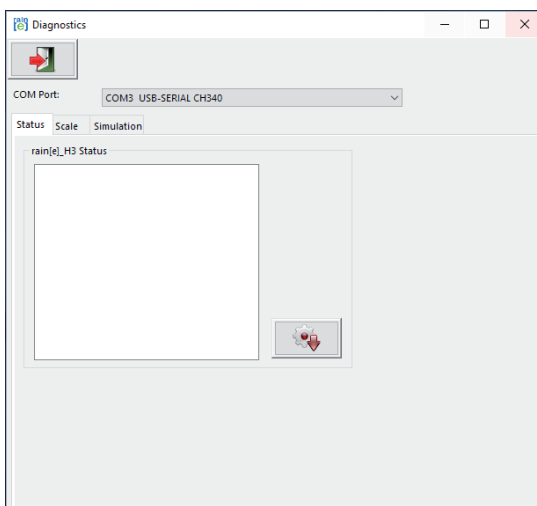 Diagnostics
COM Port: COM3 USB-SERIAL CH340
Status Scale Simulation
rain[e]_H3 Status